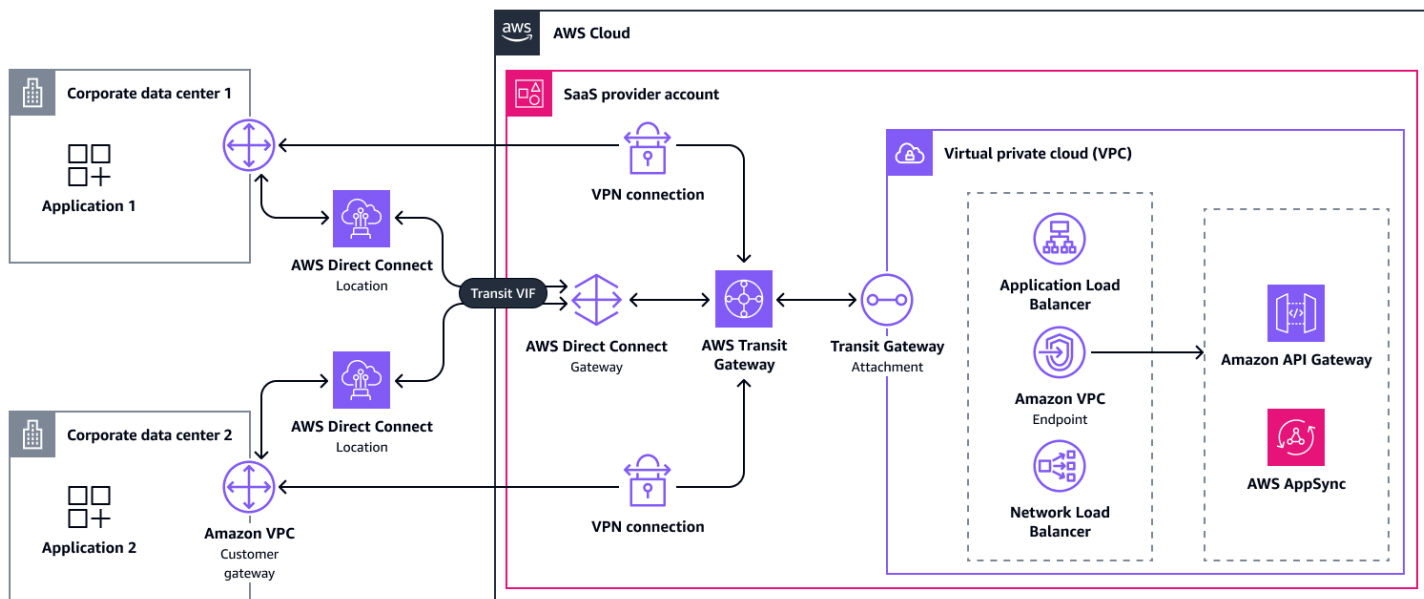 aws
AWS Cloud
Corporate data center 1
SaaS provider account
Application 1
VPN connection
Virtual private cloud (VPC)
AWS Direct Connect
Location
Transit VIF
AWS Direct Connect
Gateway
AWS Transit
Gateway
Transit Gateway
Attachment
Application Load
Balancer
Amazon VPC
Endpoint
Network Load
Balancer
Amazon API Gateway
AWS AppSync
AWS Direct Connect
Location
Corporate data center 2
Application 2
Amazon VPC
Customer
gateway
VPN connection